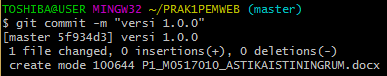 TOSHIBA@USER MINGW32 ~/PRAK1PEMWEB (master)
$ git commit -m "versi 1.0.0"
[master 5f934d3] versi 1.0.0
 1 file changed, 0 insertions(+), 0 deletions(-)
 create mode 100644 P1_M0517010_ASTIKAISTININGRUM.docx